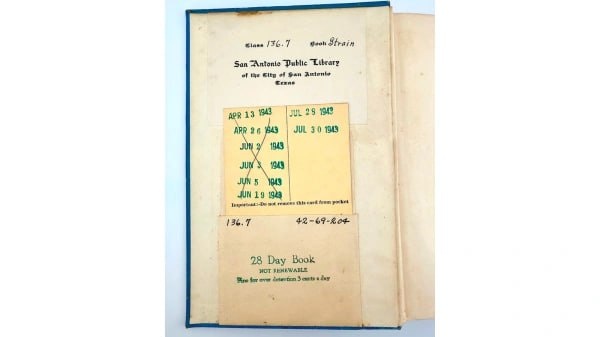 Class 136.7 Book Strain
San Antonio Public Library
of the City of San Antonio
Texas
APR 13 1943 JUL 29 1943
APR 26 1943 JUL 30 1943
JUN 2 1943
JUN 3 1943
JUN 5 1943
JUN 19 1943
Important:-Do not remove this card from pocket
136.7 42-69-204
28 Day Book
NOT RENEWABLE
Fine for over detention 3 cents a day